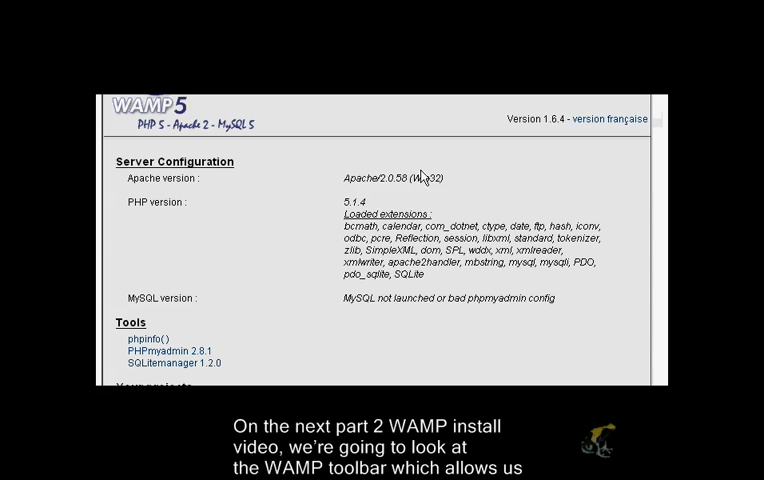 WAMP5
PHP 5 - Apache 2 - MySQL 5
Version 1.6.4 - version française
Server Configuration
Apache version : Apache/2.0.58 (Win32)
PHP version : 5.1.4
Loaded extensions :
bcmath, calendar, com_dotnet, ctype, date, ftp, hash, iconv,
odbc, pcre, Reflection, session, libxml, standard, tokenizer,
zlib, SimpleXML, dom, SPL, wddx, xml, xmlreader,
xmlwriter, apache2handler, mbstring, mysql, mysqli, PDO,
pdo_sqlite, SQLite
MySQL version : MySQL not launched or bad phpmyadmin config
Tools
phpinfo()
PHPmyadmin 2.8.1
SQLitemanager 1.2.0
Your projects
On the next part 2 WAMP install
video, we're going to look at
the WAMP toolbar which allows us